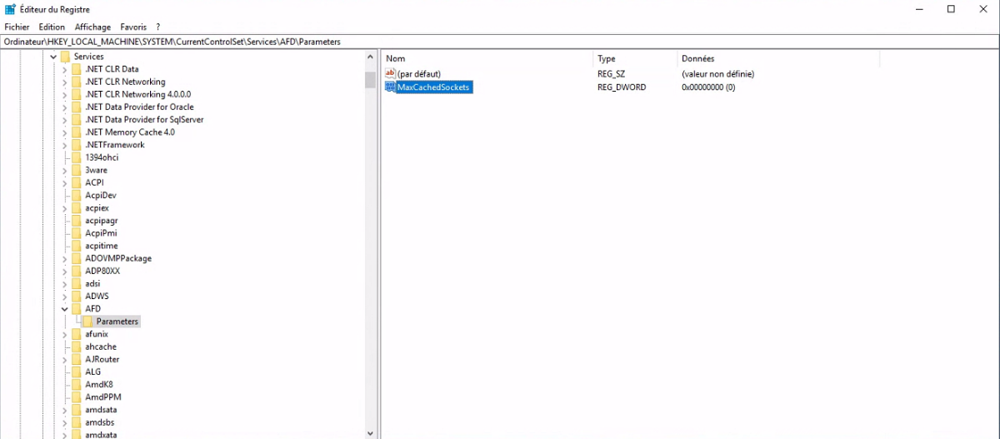 Éditeur du Registre
Fichier Edition Affichage Favoris ?
Ordinateur\HKEY_LOCAL_MACHINE\SYSTEM\CurrentControlSet\Services\AFD\Parameters
Services
.NET CLR Data
.NET CLR Networking
.NET CLR Networking 4.0.0.0
.NET Data Provider for Oracle
.NET Data Provider for SqlServer
.NET Memory Cache 4.0
.NETFramework
1394ohci
3ware
ACPI
AcpiDev
acpiex
acpipagr
AcpiPmi
acpitime
ADOVMPPackage
ADP80XX
adsi
ADWS
AFD
Parameters
afunix
ahcache
AJRouter
ALG
AmdK8
AmdPPM
amdsata
amdsbs
amdxata
Nom Type Données
ab (par défaut) REG_SZ (valeur non définie)
MaxCachedSockets REG_DWORD 0x00000000 (0)